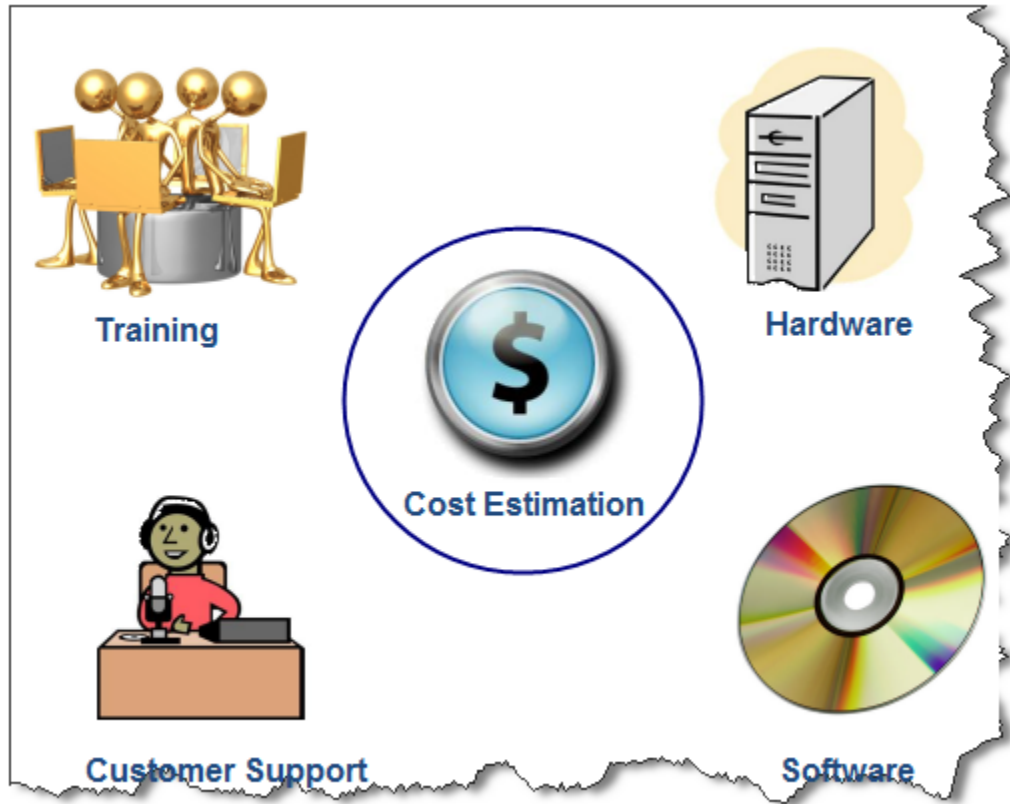 Training
Hardware
$
Cost Estimation
Customer Support
Software